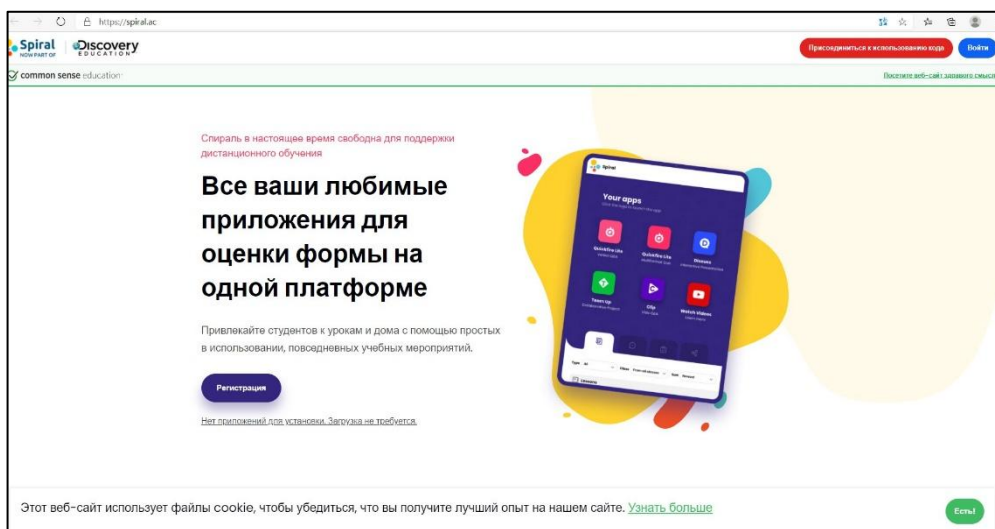 https://spiral.ac
Spiral
NOW PART OF
Discovery
EDUCATION
Присоединиться к использованию кода
Войти
common sense education
Посетите веб-сайт здравого смысла
Спираль в настоящее время свободна для поддержки
дистанционного обучения
Все ваши любимые
приложения для
оценки формы на
одной платформе
Привлекайте студентов к урокам и дома с помощью простых
в использовании, повседневных учебных мероприятий.
Регистрация
Нет приложений для установки. Загрузка не требуется.
Spiral
Your apps
Quickfire Lite
Quickfire Lite
Discuss
Team Up
Clip
Watch Videos
Этот веб-сайт использует файлы cookie, чтобы убедиться, что вы получите лучший опыт на нашем сайте. Узнать больше
Есть!